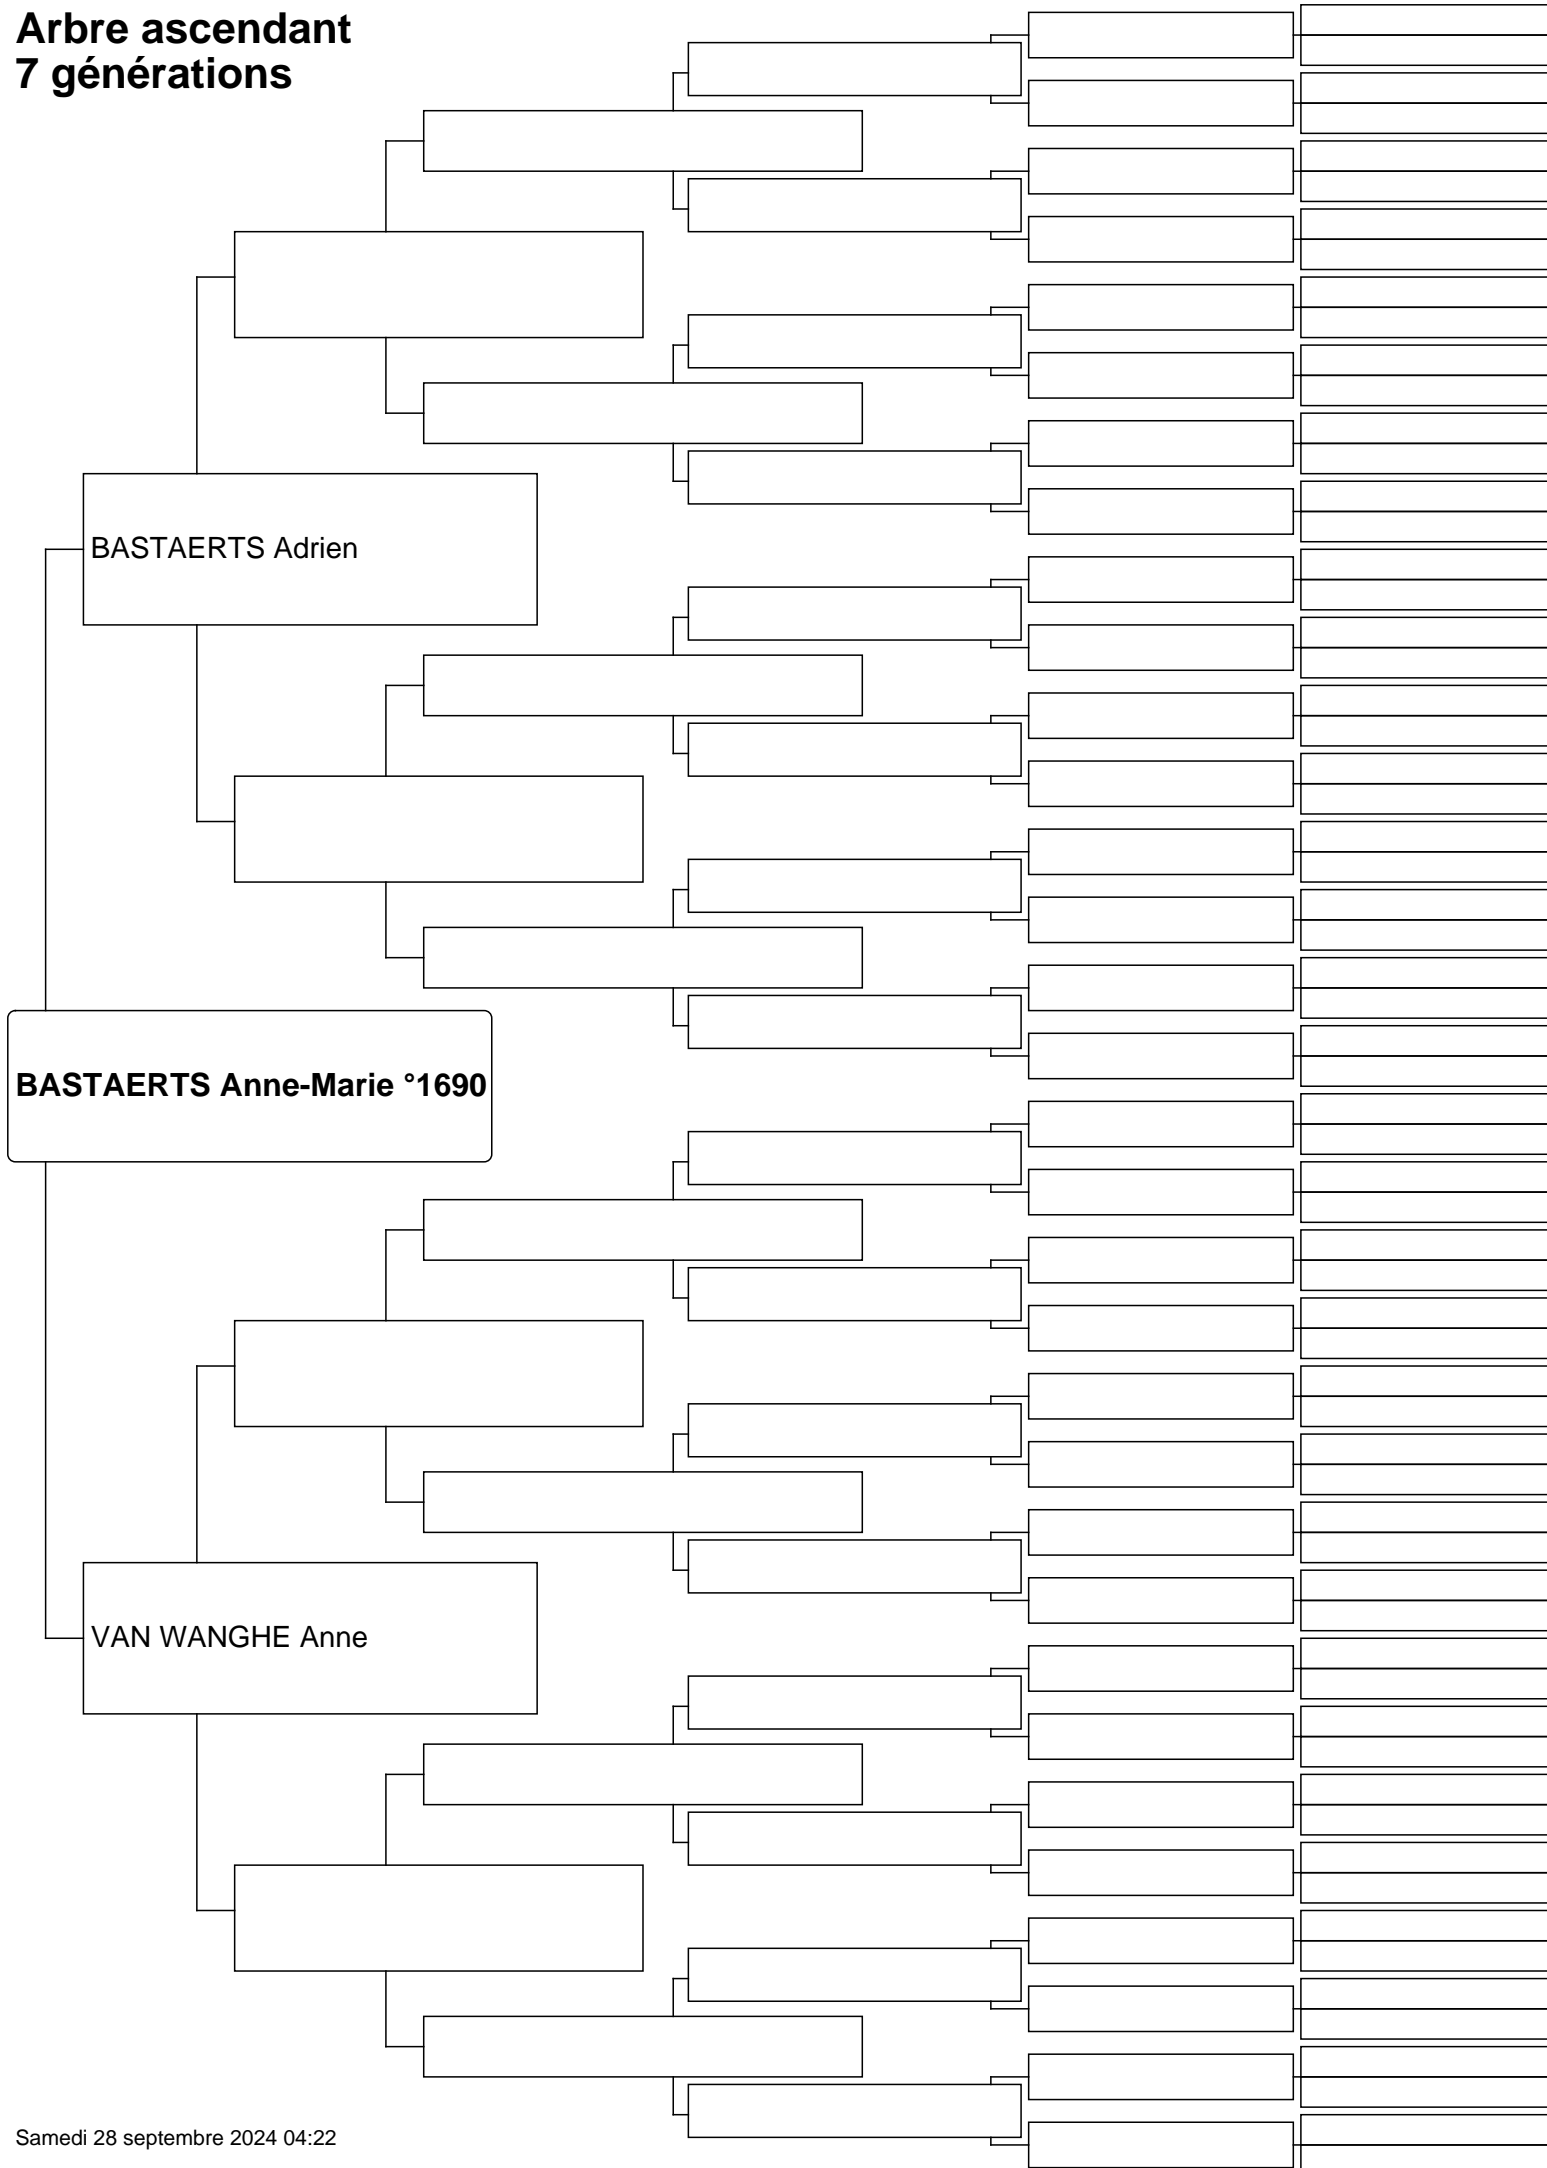 Arbre ascendant
7 générations
BASTAERTS Adrien
BASTAERTS Anne-Marie °1690
VAN WANGHE Anne
Samedi 28 septembre 2024 04:22